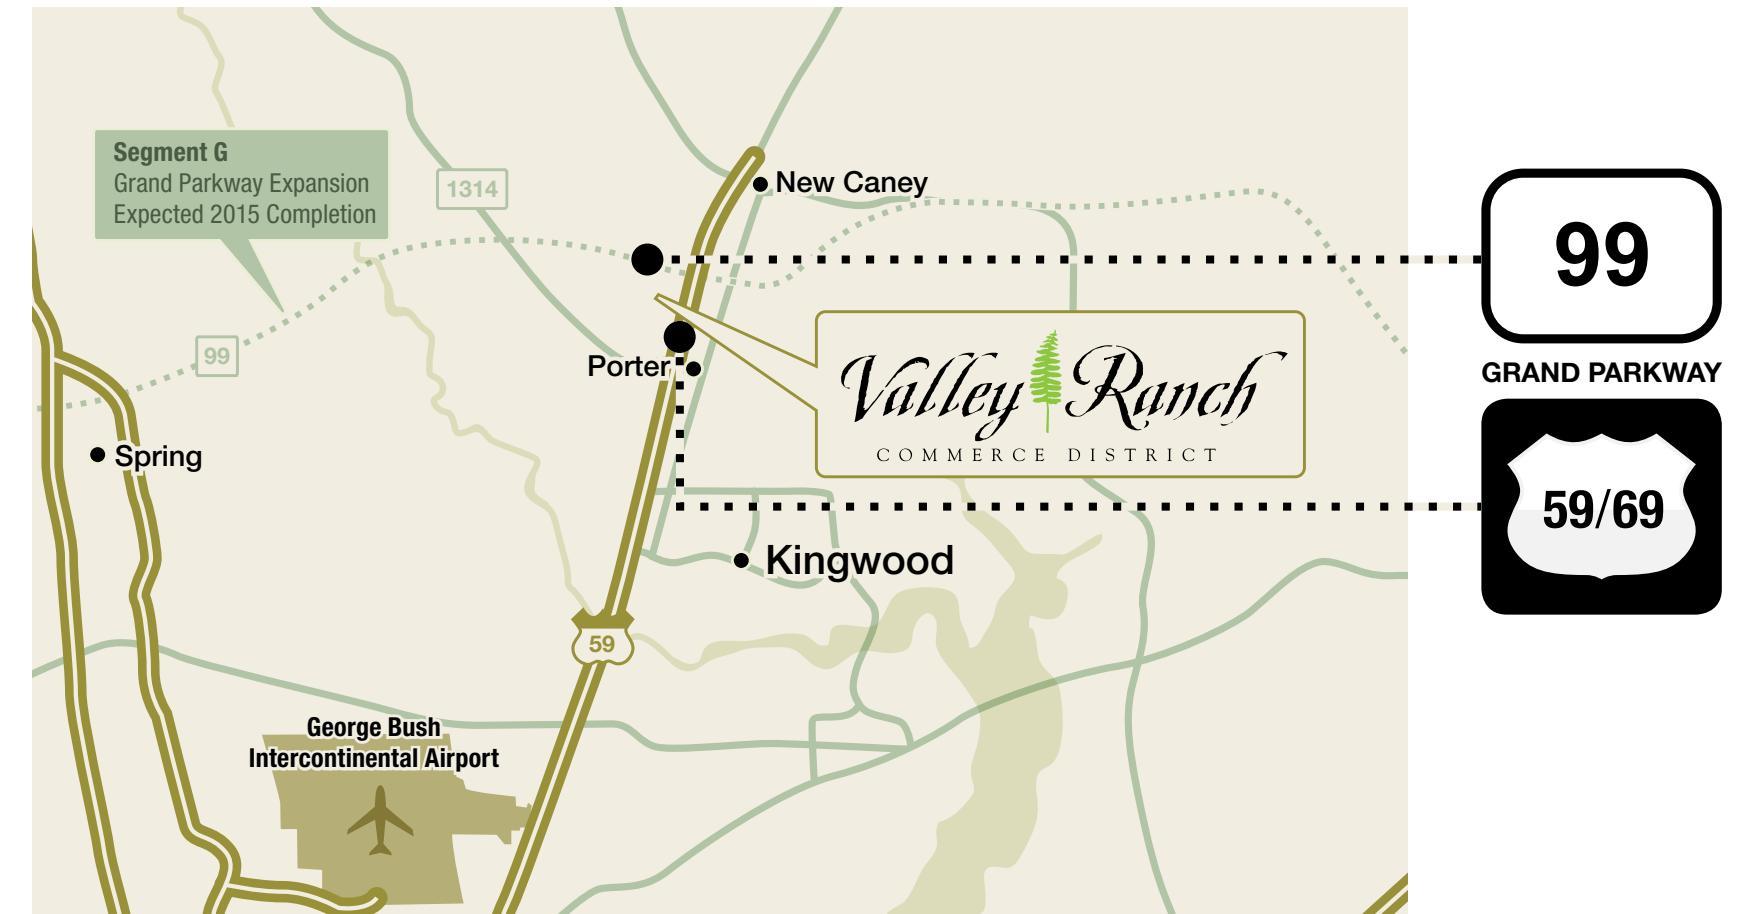 Segment G
Grand Parkway Expansion
Expected 2015 Completion
1314
New Caney
99
99
GRAND PARKWAY
Porter
Valley Ranch
COMMERCE DISTRICT
Spring
59/69
Kingwood
59
George Bush
Intercontinental Airport